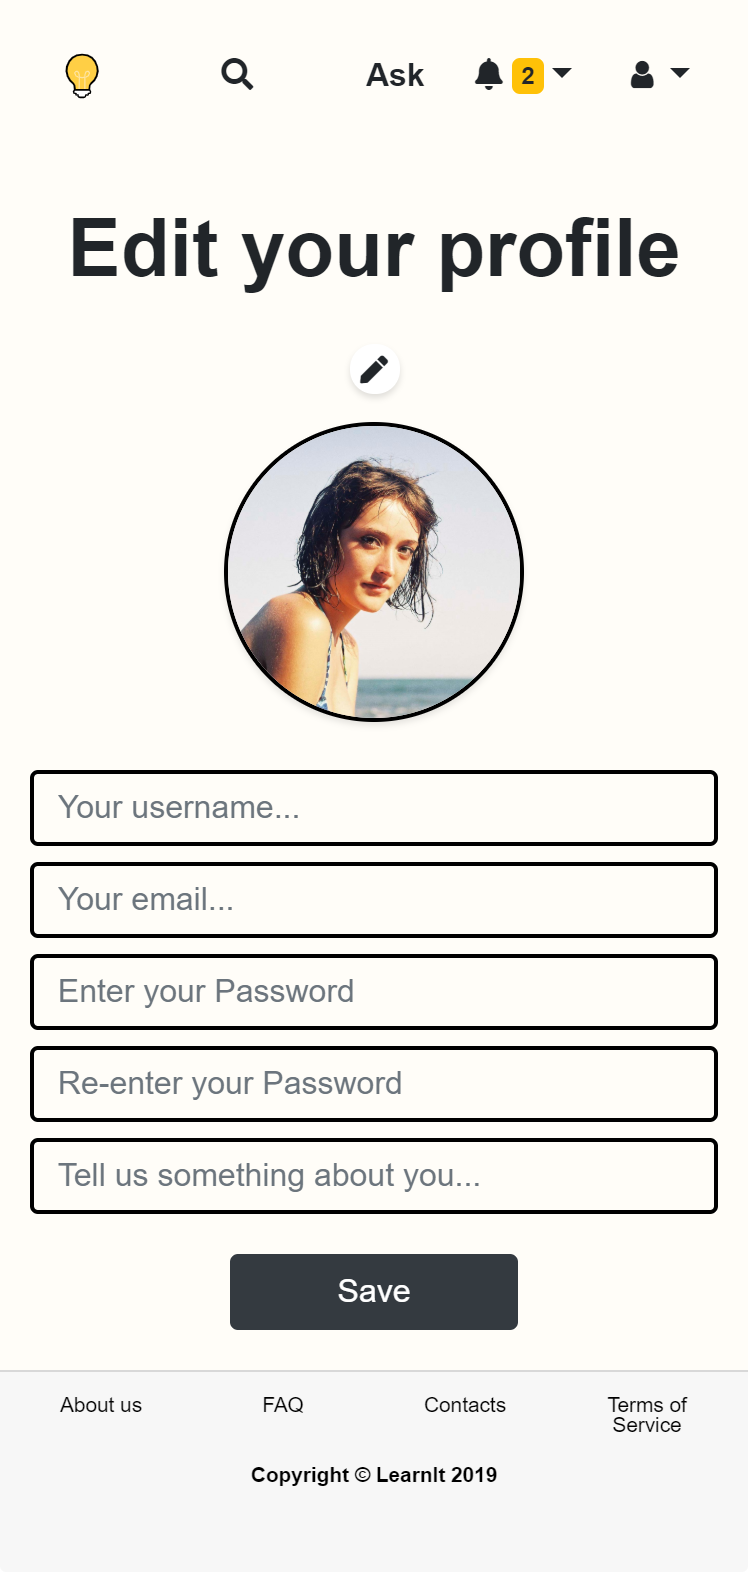 Ask
2
Edit your profile
Your username...
Your email...
Enter your Password
Re-enter your Password
Tell us something about you...
Save
About us
FAQ
Contacts
Terms of
Service
Copyright © LearnIt 2019